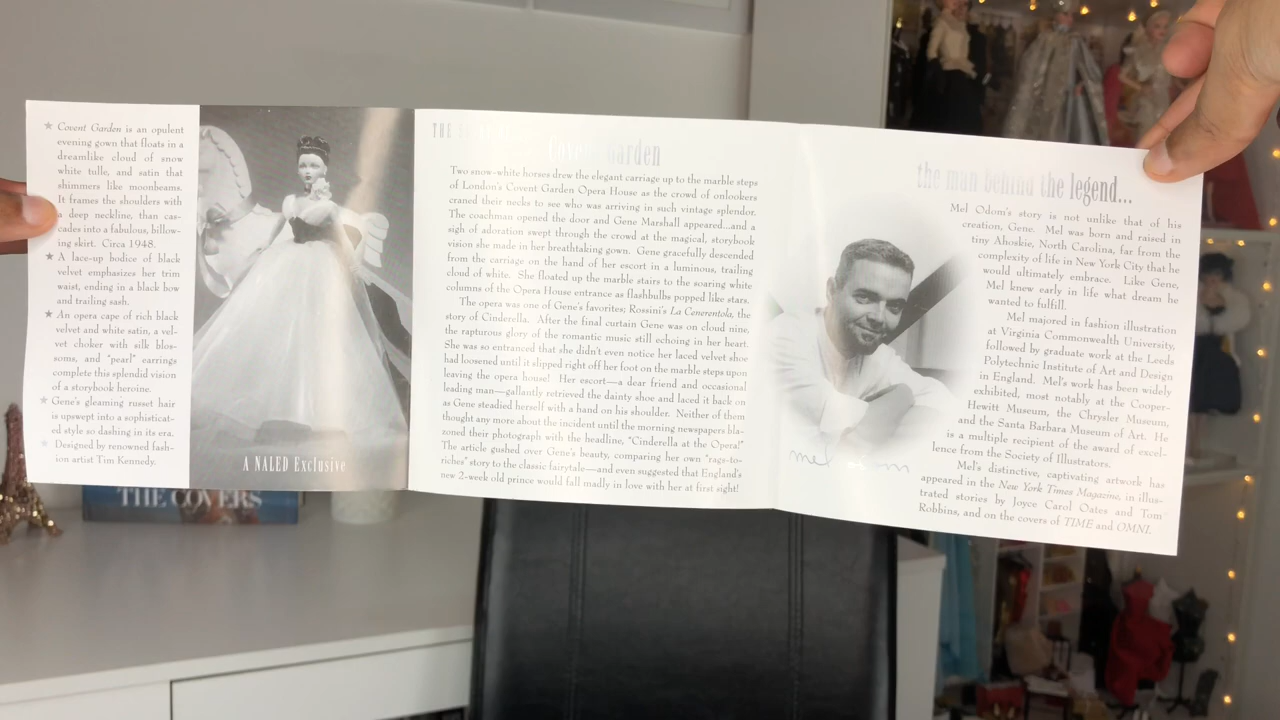 ★ Covent Garden is an opulent
evening gown that floats in a
dreamlike cloud of snow
white tulle, and satin that
shimmers like moonbeams.
It frames the shoulders with
a deep neckline, than cas-
cades into a fabulous, billow-
ing skirt. Circa 1948.
★ A lace-up bodice of black
velvet emphasizes her trim
waist, ending in a black bow
and trailing sash.
★ An opera cape of rich black
velvet and white satin, a vel-
vet choker with silk blos-
soms, and "pearl" earrings
complete this splendid vision
of a storybook heroine.
★ Gene's gleaming russet hair
is upswept into a sophisticat-
ed style so dashing in its era.
★ Designed by renowned fash-
ion artist Tim Kennedy.
A NALED Exclusive
THE
Covent Garden
Two snow-white horses drew the elegant carriage up to the marble steps
of London's Covent Garden Opera House as the crowd of onlookers
craned their necks to see who was arriving in such vintage splendor.
The coachman opened the door and Gene Marshall appeared...and a
sigh of adoration swept through the crowd at the magical, storybook
vision she made in her breathtaking gown. Gene gracefully descended
from the carriage on the hand of her escort in a luminous, trailing
cloud of white. She floated up the marble stairs to the soaring white
columns of the Opera House entrance as flashbulbs popped like stars.
The opera was one of Gene's favorites; Rossini's La Cenerentola, the
story of Cinderella. After the final curtain Gene was on cloud nine,
the rapturous glory of the romantic music still echoing in her heart.
She was so entranced that she didn't even notice her laced velvet shoe
had loosened until it slipped right off her foot on the marble steps upon
leaving the opera house! Her escort—a dear friend and occasional
leading man—gallantly retrieved the dainty shoe and laced it back on
as Gene steadied herself with a hand on his shoulder. Neither of them
thought any more about the incident until the morning newspapers bla-
zoned their photograph with the headline, "Cinderella at the Opera!"
The article gushed over Gene's beauty, comparing her own "rags-to-
riches" story to the classic fairytale—and even suggested that England's
new 2-week old prince would fall madly in love with her at first sight!
the man behind the legend...
Mel Odom's story is not unlike that of his
creation, Gene. Mel was born and raised in
tiny Ahoskie, North Carolina, far from the
complexity of life in New York City that he
would ultimately embrace. Like Gene,
Mel knew early in life what dream he
wanted to fulfill.
Mel majored in fashion illustration
at Virginia Commonwealth University,
followed by graduate work at the Leeds
Polytechnic Institute of Art and Design
in England. Mel's work has been widely
exhibited, most notably at the Cooper-
Hewitt Museum, the Chrysler Museum,
and the Santa Barbara Museum of Art. He
is a multiple recipient of the award of excel-
lence from the Society of Illustrators.
Mel's distinctive, captivating artwork has
appeared in the New York Times Magazine, in illus-
trated stories by Joyce Carol Oates and Tom
Robbins, and on the covers of TIME and OMNI.
mel odom
THE COVERS